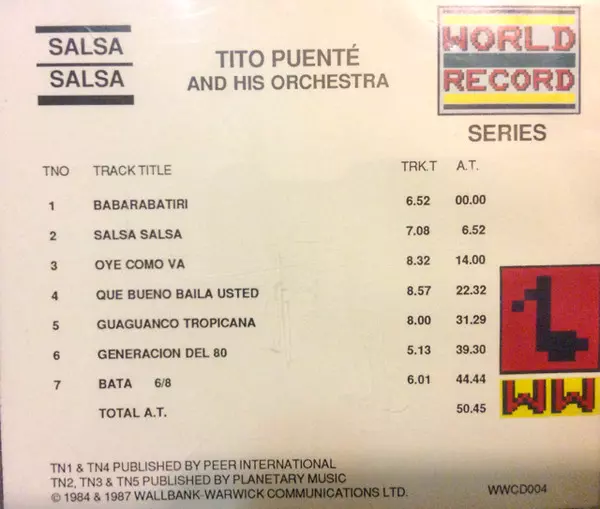 SALSA
SALSA
TITO PUENTÉ
AND HIS ORCHESTRA
WORLD
RECORD
SERIES
TNO TRACK TITLE TRK.T A.T.
1 BABARABATIRI 6.52 00.00
2 SALSA SALSA 7.08 6.52
3 OYE COMO VA 8.32 14.00
4 QUE BUENO BAILA USTED 8.57 22.32
5 GUAGUANCO TROPICANA 8.00 31.29
6 GENERACION DEL 80 5.13 39.30
7 BATA 6/8 6.01 44.44
TOTAL A.T. 50.45
WW
TN1 & TN4 PUBLISHED BY PEER INTERNATIONAL
TN2, TN3 & TN5 PUBLISHED BY PLANETARY MUSIC
© 1984 & 1987 WALLBANK-WARWICK COMMUNICATIONS LTD. WWCD004